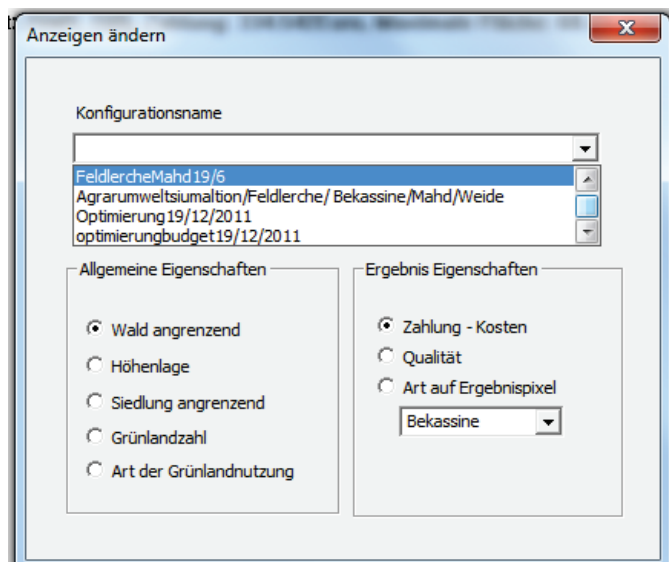 Anzeigen ändern
Konfigurationsname
FeldlercheMahd19/6
Agrarumweltsiumaltion/Feldlerche/ Bekassine/Mahd/Weide
Optimierung19/12/2011
optimierungbudget19/12/2011
Allgemeine Eigenschaften
Wald angrenzend
Höhenlage
Siedlung angrenzend
Grünlandzahl
Art der Grünlandnutzung
Ergebnis Eigenschaften
Zahlung - Kosten
Qualität
Art auf Ergebnispixel
Bekassine